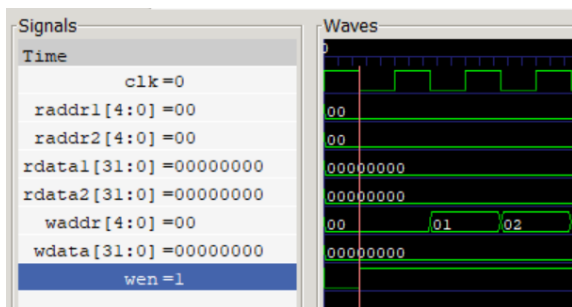 Signals
Waves
Time
0
clk=0
raddr1[4:0]=00
00
raddr2[4:0]=00
00
rdata1[31:0]=00000000
00000000
rdata2[31:0]=00000000
00000000
waddr[4:0]=00
00 01 02
wdata[31:0]=00000000
00000000
wen=1